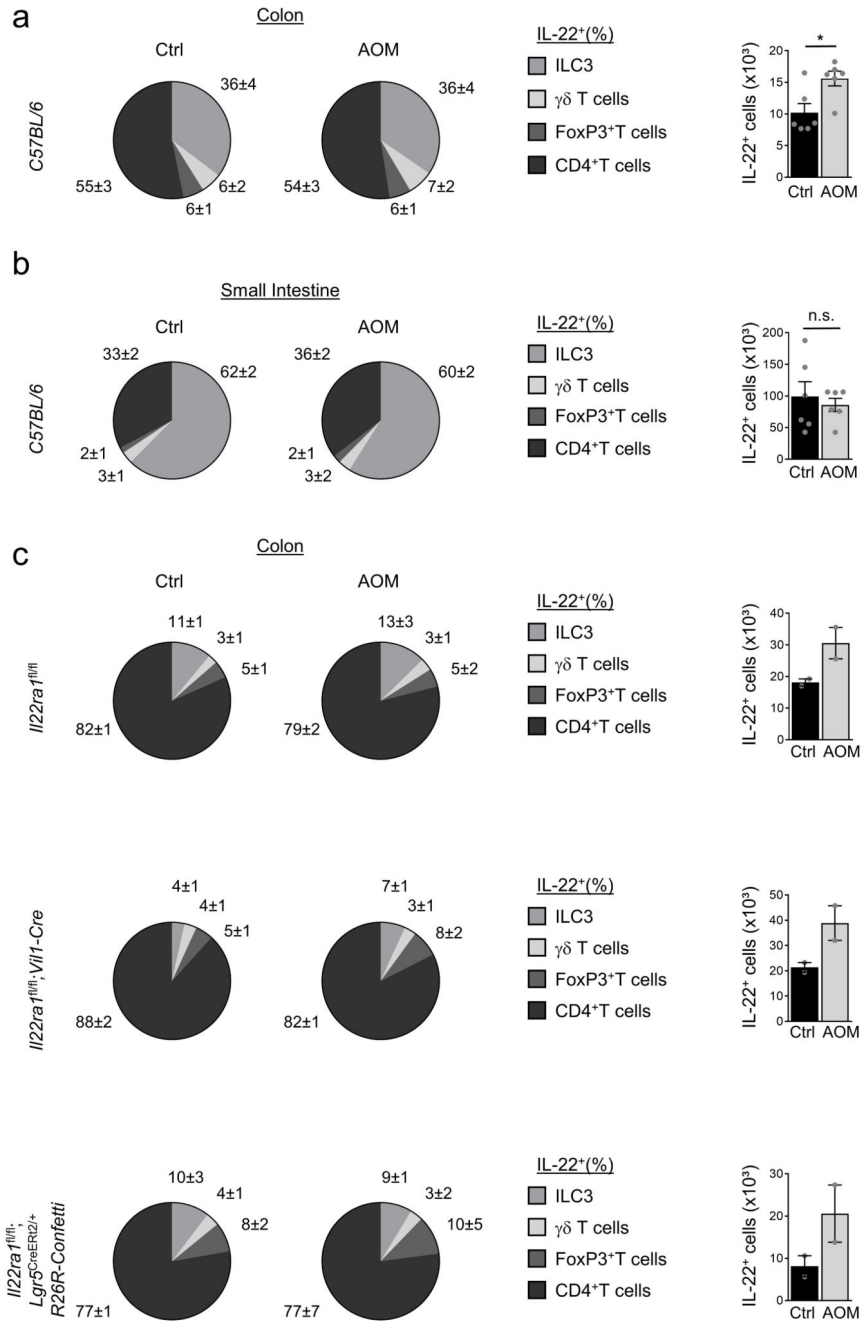 a
Colon
Ctrl
AOM
C57BL/6
36±4
6±2
6±1
55±3
36±4
7±2
6±1
54±3
IL-22⁺(%)
ILC3
γδ T cells
FoxP3⁺T cells
CD4⁺T cells
IL-22⁺ cells (x10³)
20
15
10
5
0
*
Ctrl AOM
b
Small Intestine
Ctrl
AOM
C57BL/6
33±2
62±2
2±1
3±1
36±2
60±2
2±1
3±2
IL-22⁺(%)
ILC3
γδ T cells
FoxP3⁺T cells
CD4⁺T cells
IL-22⁺ cells (x10³)
200
150
100
50
0
n.s.
Ctrl AOM
c
Colon
Ctrl
AOM
Il22ra1fl/fl
11±1
3±1
5±1
82±1
13±3
3±1
5±2
79±2
IL-22⁺(%)
ILC3
γδ T cells
FoxP3⁺T cells
CD4⁺T cells
IL-22⁺ cells (x10³)
40
30
20
10
0
Ctrl AOM
Il22ra1fl/fl;Vil1-Cre
4±1
4±1
5±1
88±2
7±1
3±1
8±2
82±1
IL-22⁺(%)
ILC3
γδ T cells
FoxP3⁺T cells
CD4⁺T cells
IL-22⁺ cells (x10³)
50
40
30
20
10
0
Ctrl AOM
Il22ra1fl/fl;
Lgr5CreERt2/+
R26R-Confetti
10±3
4±1
8±2
77±1
9±1
3±2
10±5
77±7
IL-22⁺(%)
ILC3
γδ T cells
FoxP3⁺T cells
CD4⁺T cells
IL-22⁺ cells (x10³)
30
20
10
0
Ctrl AOM